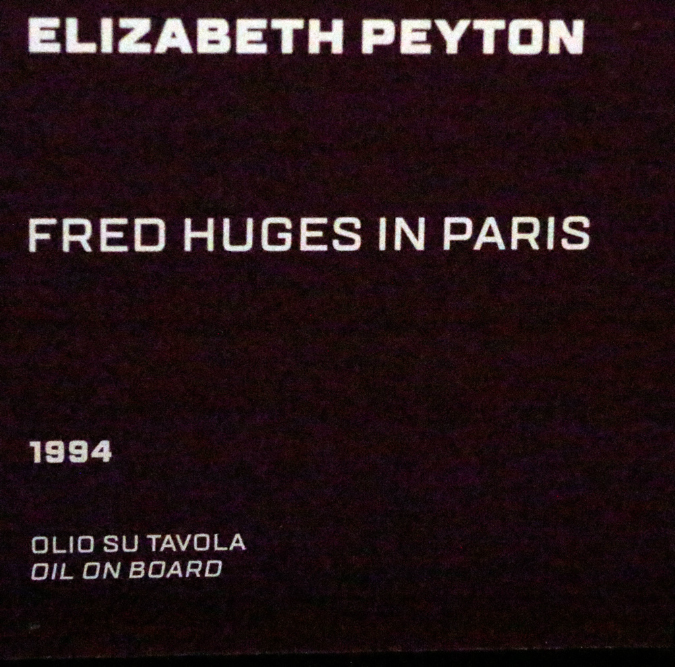 ELIZABETH PEYTON
FRED HUGES IN PARIS
1994
OLIO SU TAVOLA
OIL ON BOARD